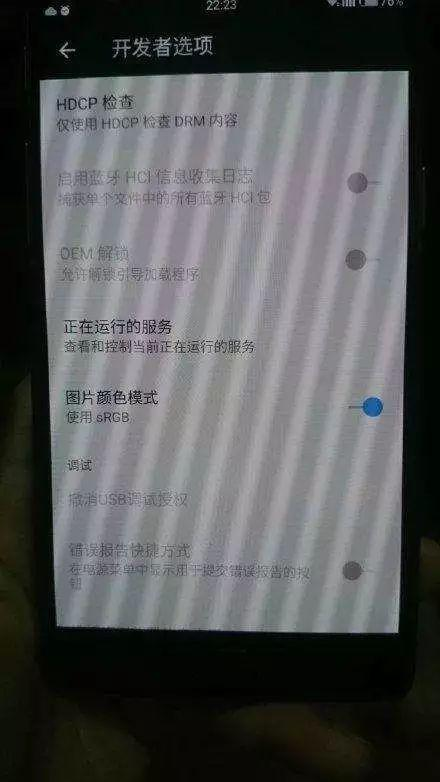 22:23
76%
开发者选项
HDCP 检查
仅使用 HDCP 检查 DRM 内容
启用蓝牙 HCI 信息收集日志
捕获单个文件中的所有蓝牙 HCI 包
OEM 解锁
允许解锁引导加载程序
正在运行的服务
查看和控制当前正在运行的服务
图片颜色模式
使用 sRGB
调试
撤消USB调试授权
错误报告快捷方式
在电源菜单中显示用于提交错误报告的按
钮